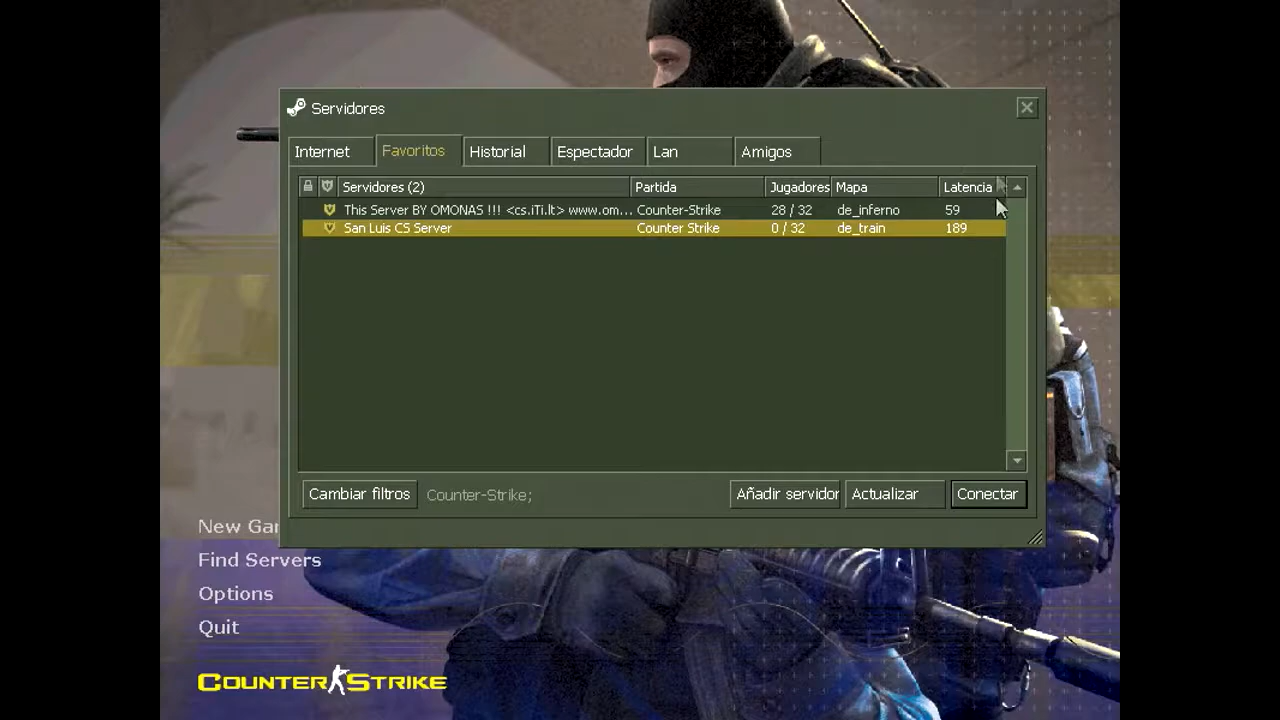 Servidores
Internet Favoritos Historial Espectador Lan Amigos
Servidores (2) Partida Jugadores Mapa Latencia
This Server BY OMONAS !!! <cs.iTi.lt> www.om... Counter-Strike 28 / 32 de_inferno 59
San Luis CS Server Counter Strike 0 / 32 de_train 189
Cambiar filtros Counter-Strike; Añadir servidor Actualizar Conectar
New Gar
Find Servers
Options
Quit
COUNTER STRIKE